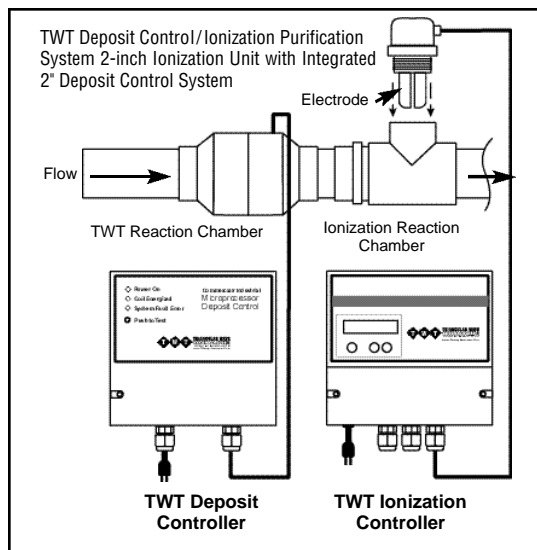 TWT Deposit Control/Ionization Purification
System 2-inch Ionization Unit with Integrated
2" Deposit Control System
Electrode
Flow
TWT Reaction Chamber
Ionization Reaction
Chamber
Power On
Coil Energized
System Fault Error
Push to Test
Microprocessor
Deposit Control
TWT
TWT
TWT Deposit
Controller
TWT Ionization
Controller